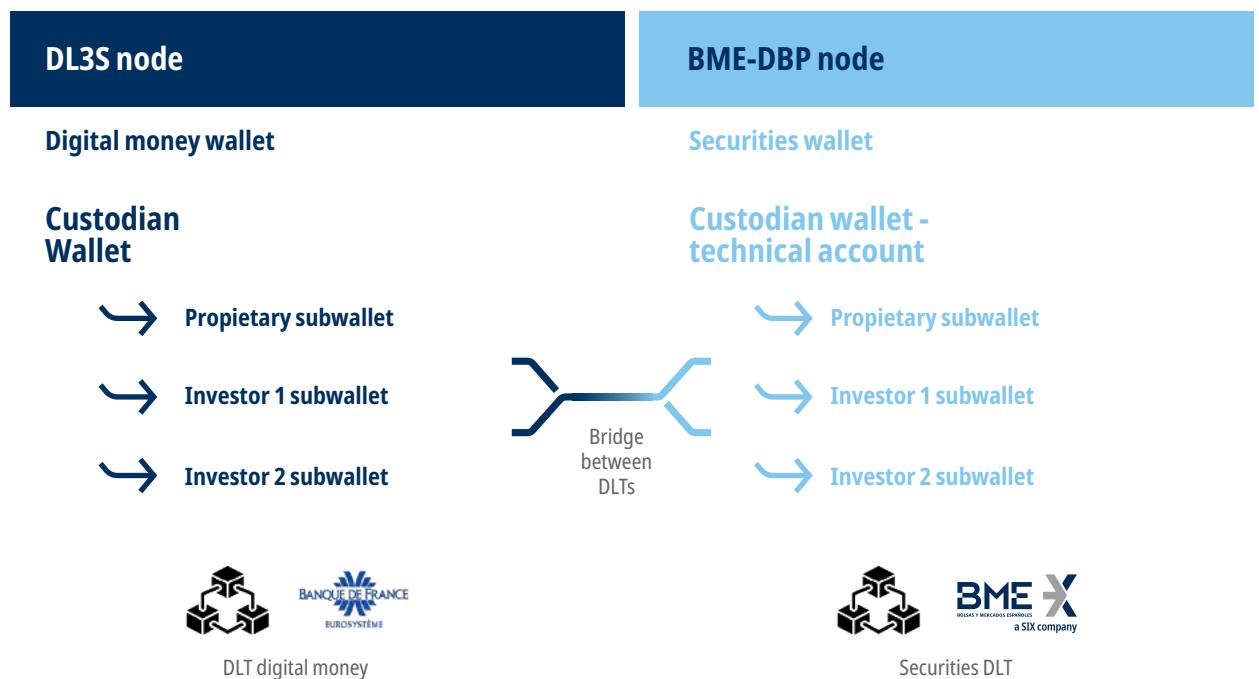 DL3S node
BME-DBP node
Digital money wallet
Securities wallet
Custodian
Wallet
Custodian wallet -
technical account
Propietary subwallet
Propietary subwallet
Investor 1 subwallet
Investor 1 subwallet
Bridge
between
DLTs
Investor 2 subwallet
Investor 2 subwallet
BANQUE DE FRANCE
EUROSYSTÈME
BME
BOLSAS Y MERCADOS ESPAÑOLES
a SIX company
DLT digital money
Securities DLT